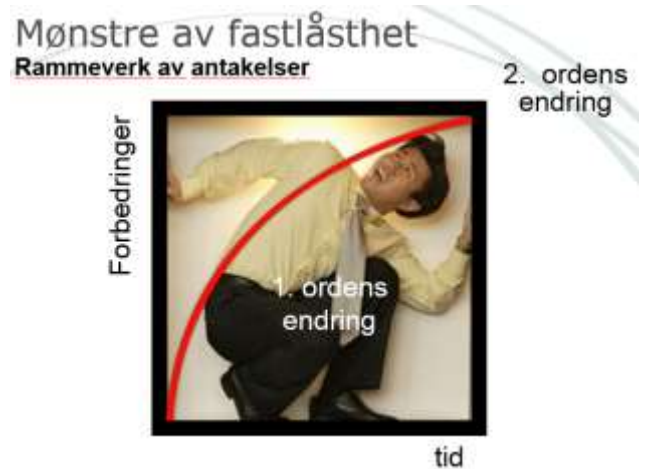 Mønstre av fastlåsthet
Rammeverk av antakelser
2. ordens
endring
Forbedringer
1. ordens
endring
tid